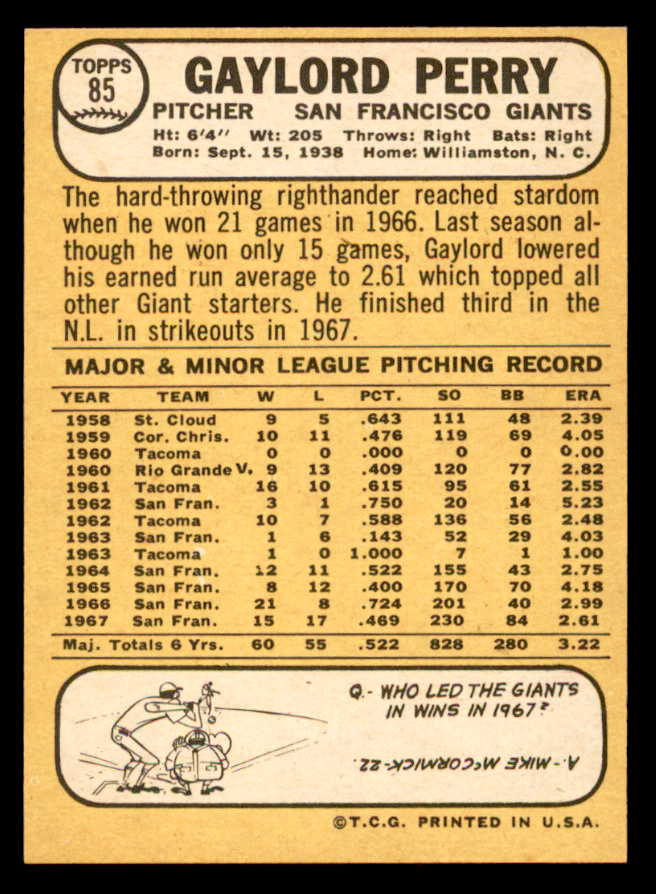 TOPPS
85
GAYLORD PERRY
PITCHER SAN FRANCISCO GIANTS
Ht: 6'4" Wt: 205 Throws: Right Bats: Right
Born: Sept. 15, 1938 Home: Williamston, N. C.
The hard-throwing righthander reached stardom
when he won 21 games in 1966. Last season al-
though he won only 15 games, Gaylord lowered
his earned run average to 2.61 which topped all
other Giant starters. He finished third in the
N.L. in strikeouts in 1967.
MAJOR & MINOR LEAGUE PITCHING RECORD
YEAR TEAM W L PCT. SO BB ERA
1958 St. Cloud 9 5 .643 111 48 2.39
1959 Cor. Chris. 10 11 .476 119 69 4.05
1960 Tacoma 0 0 .000 0 0 0.00
1960 Rio Grande V. 9 13 .409 120 77 2.82
1961 Tacoma 16 10 .615 95 61 2.55
1962 San Fran. 3 1 .750 20 14 5.23
1962 Tacoma 10 7 .588 136 56 2.48
1963 San Fran. 1 6 .143 52 29 4.03
1963 Tacoma 1 0 1.000 7 1 1.00
1964 San Fran. 12 11 .522 155 43 2.75
1965 San Fran. 8 12 .400 170 70 4.18
1966 San Fran. 21 8 .724 201 40 2.99
1967 San Fran. 15 17 .469 230 84 2.61
Maj. Totals 6 Yrs. 60 55 .522 828 280 3.22
Q.- WHO LED THE GIANTS
IN WINS IN 1967?
A.- MIKE McCORMICK-22
©T.C.G. PRINTED IN U.S.A.